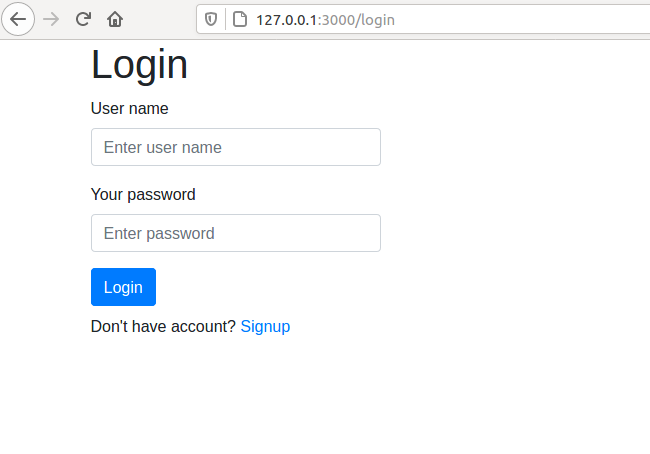 127.0.0.1:3000/login
Login
User name
Enter user name
Your password
Enter password
Login
Don't have account? Signup